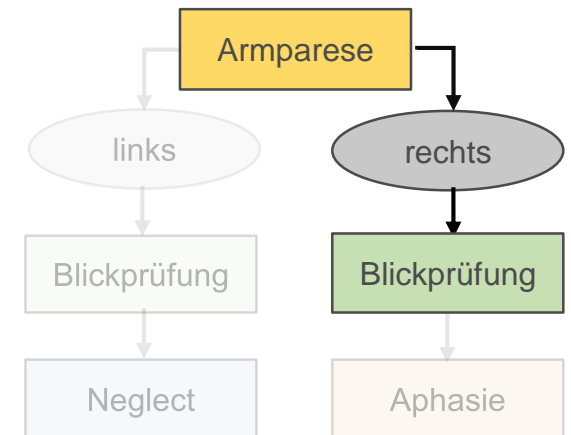 Armparese
links
rechts
Blickprüfung
Blickprüfung
Neglect
Aphasie